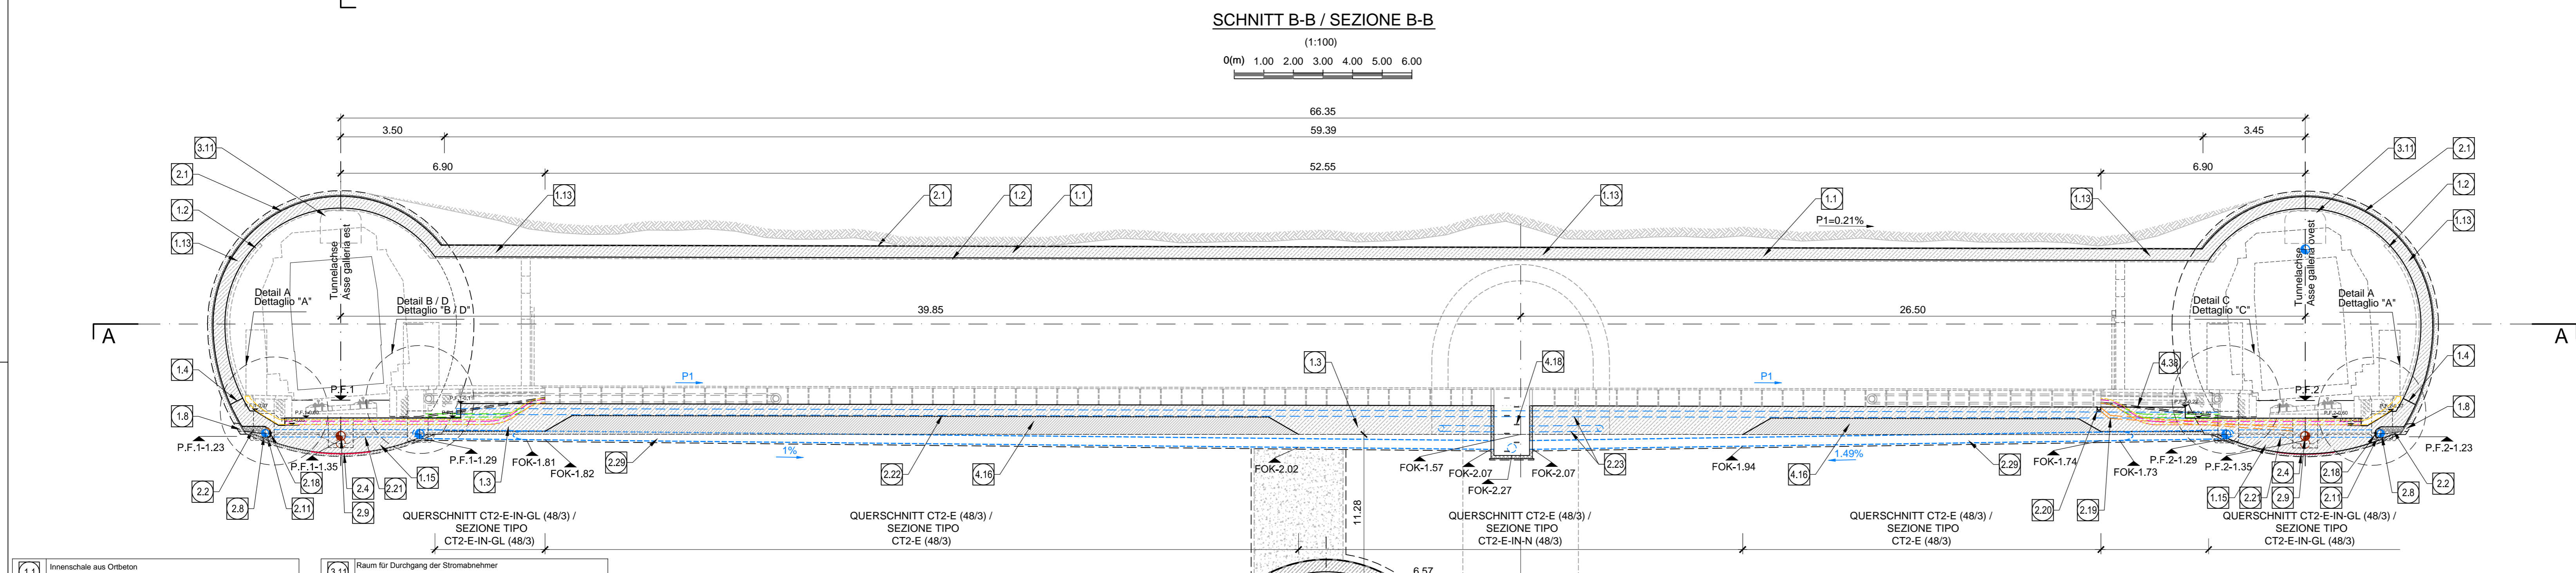 SCHNITT B-B / SEZIONE B-B
(1:100)
0(m) 1.00 2.00 3.00 4.00 5.00 6.00
66.35
3.50 59.39 3.45
6.90 52.55 6.90
3.11
2.1
1.2
1.13
1.13
2.1
1.2
1.1
1.13
1.1
P1=0.21%
1.13
3.11
2.1
1.2
1.13
Tunnelachse
Asse galleria est
Tunnelachse
Asse galleria ovest
Detail A
Dettaglio "A"
Detail B / D
Dettaglio "B / D"
39.85
26.50
Detail C
Dettaglio "C"
Detail A
Dettaglio "A"
A
A
1.4
1.8
P.F.1
P1
1.3
4.18
P1
4.38
P.F.2
1.4
1.8
P.F.1-1.23
P.F.1-1.35
P.F.1-1.29
FOK-1.81
FOK-1.82
2.29
1%
FOK-2.02
FOK-1.57
FOK-2.07
FOK-2.27
FOK-2.07
2.23
FOK-1.94
1.49%
2.29
FOK-1.74
FOK-1.73
P.F.2-1.29
P.F.2-1.35
P.F.2-1.23
2.2
2.8
2.18
2.11
2.4
2.9
2.21
1.15
1.3
2.22
4.16
4.16
2.20
2.19
1.15
2.21
2.4
2.9
2.18
2.11
2.8
2.2
11.28
QUERSCHNITT CT2-E-IN-GL (48/3) /
SEZIONE TIPO
CT2-E-IN-GL (48/3)
QUERSCHNITT CT2-E (48/3) /
SEZIONE TIPO
CT2-E (48/3)
QUERSCHNITT CT2-E (48/3) /
SEZIONE TIPO
CT2-E-IN-N (48/3)
QUERSCHNITT CT2-E (48/3) /
SEZIONE TIPO
CT2-E (48/3)
QUERSCHNITT CT2-E-IN-GL (48/3) /
SEZIONE TIPO
CT2-E-IN-GL (48/3)
1.1 Innenschale aus Ortbeton
3.11 Raum für Durchgang der Stromabnehmer
6.57